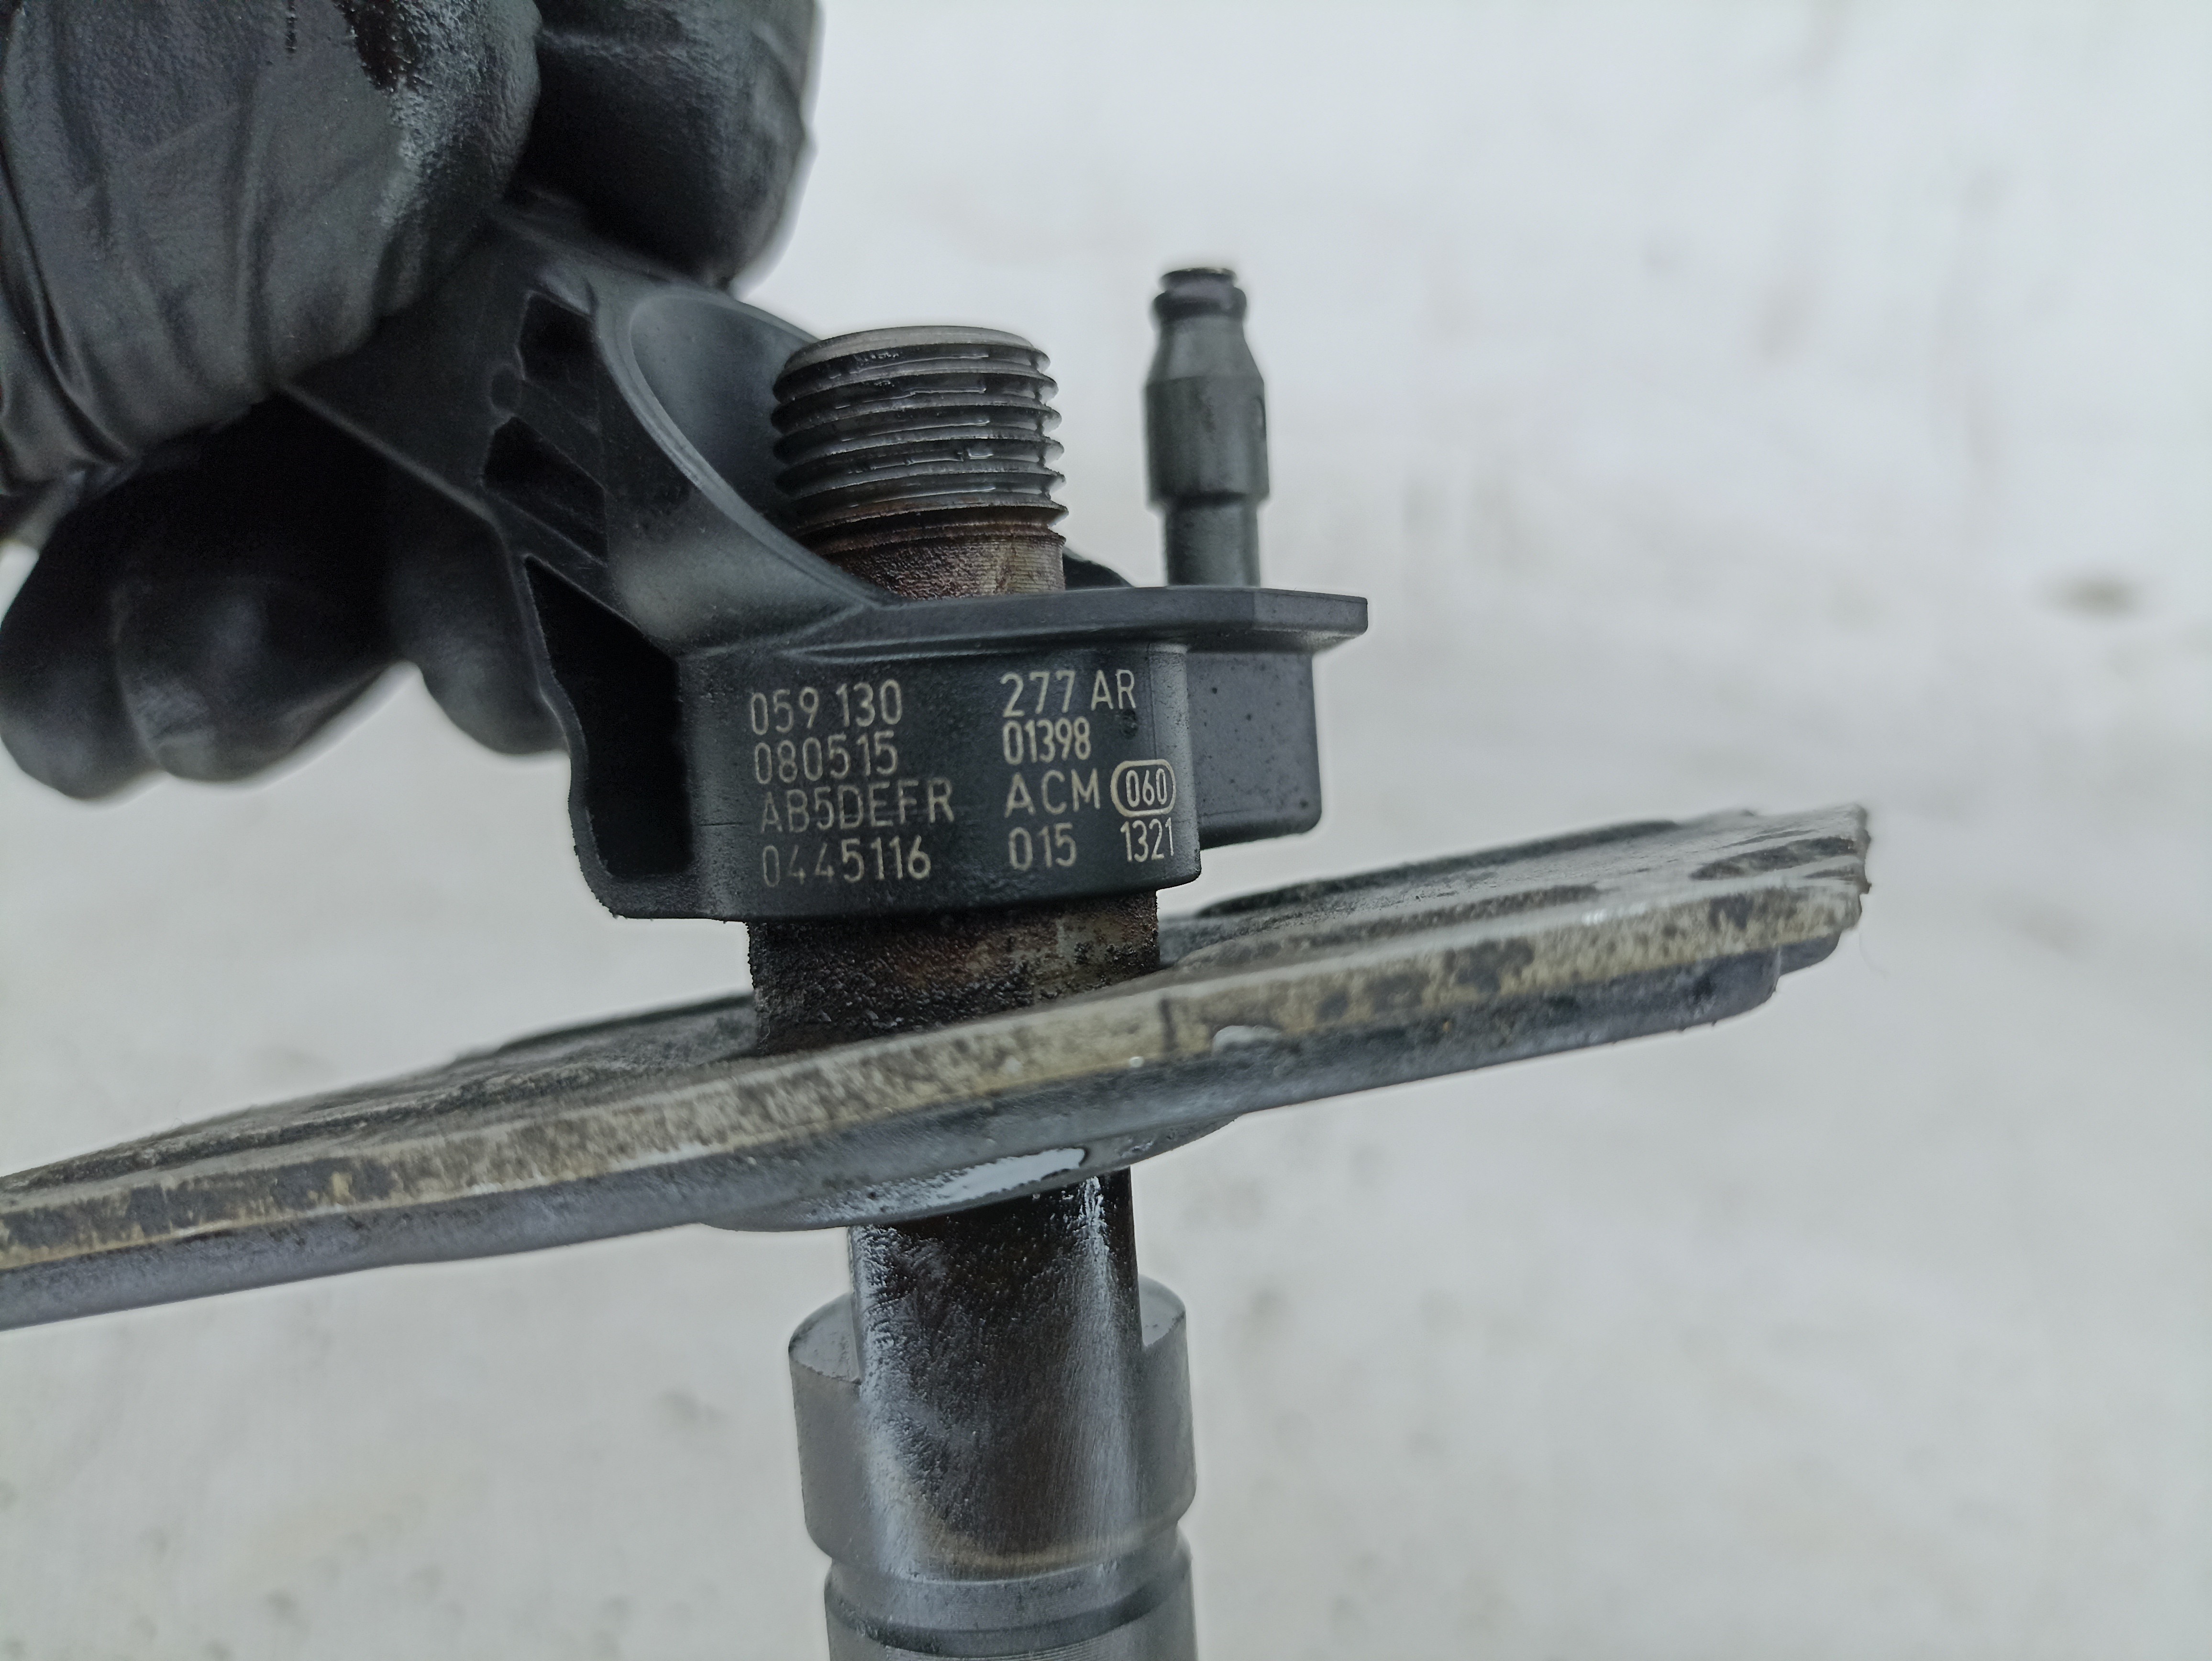 059 130 277 AR
080515 01398
AB5DEFR ACM 060
0445116 015 1321